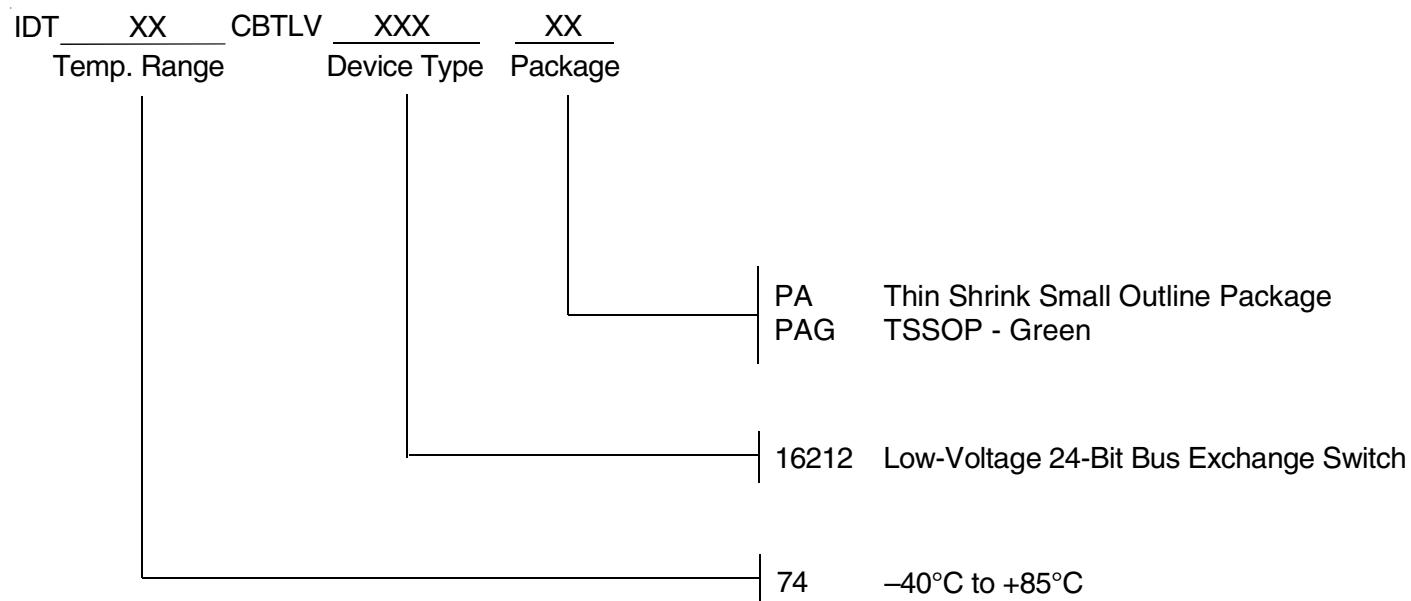 IDT XX CBTLV XXX XX
Temp. Range Device Type Package
PA Thin Shrink Small Outline Package
PAG TSSOP - Green
16212 Low-Voltage 24-Bit Bus Exchange Switch
74 –40°C to +85°C